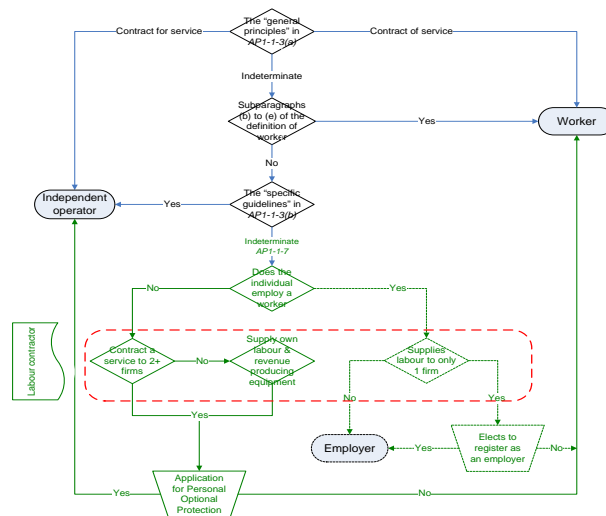 The "general
principles" in
AP1-1-3(a)
Contract for service
Contract of service
Indeterminate
Subparagraphs
(b) to (e) of the
definition of
worker
Yes
Worker
No
The "specific
guidelines" in
AP1-1-3(b)
Yes
Independent
operator
Indeterminate
AP1-1-7
Does the
individual
employ a
worker
No
Yes
Labour contractor
Contract a
service to 2+
firms
No
Supply own
labour &
revenue
producing
equipment
Supplies
labour to only
1 firm
No
Yes
Yes
Employer
Yes
Elects to
register as
an employer
No
Application
for Personal
Optional
Protection
Yes
No